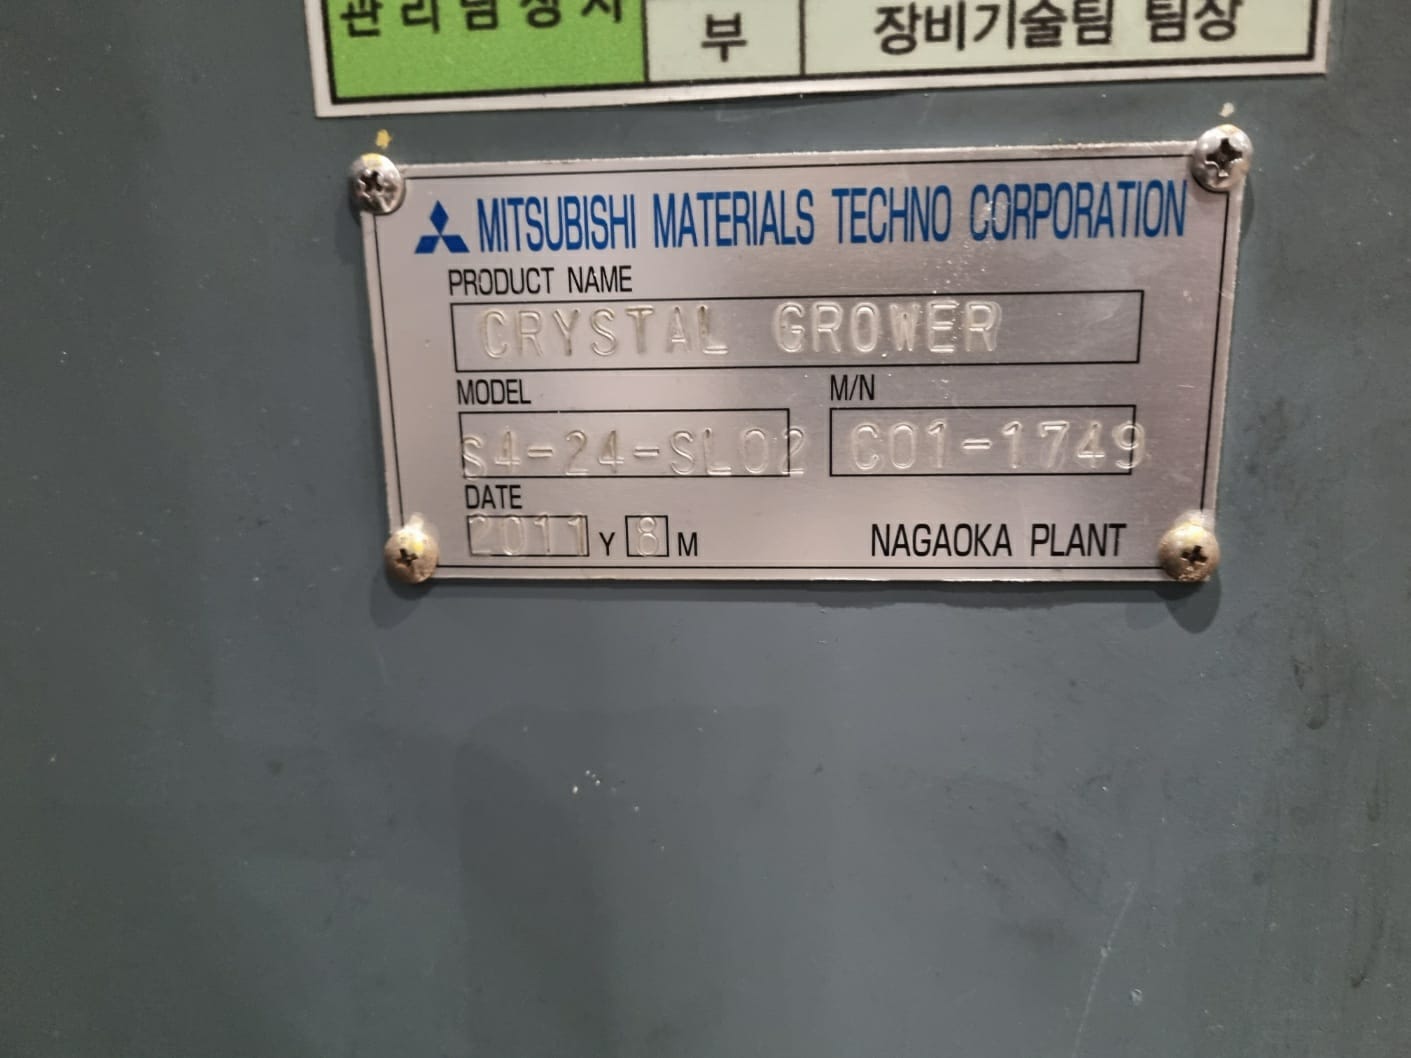 관리담당자
부 장비기술팀 팀장
MITSUBISHI MATERIALS TECHNO CORPORATION
PRODUCT NAME
CRYSTAL GROWER
MODEL M/N
S4-24-SL02 C01-1749
DATE
2011 Y 8 M NAGAOKA PLANT